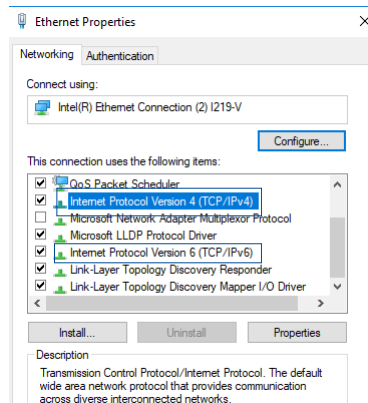 Ethernet Properties
Networking Authentication
Connect using:
Intel(R) Ethernet Connection (2) I219-V
Configure...
This connection uses the following items:
QoS Packet Scheduler
Internet Protocol Version 4 (TCP/IPv4)
Microsoft Network Adapter Multiplexor Protocol
Microsoft LLDP Protocol Driver
Internet Protocol Version 6 (TCP/IPv6)
Link-Layer Topology Discovery Responder
Link-Layer Topology Discovery Mapper I/O Driver
Install... Uninstall Properties
Description
Transmission Control Protocol/Internet Protocol. The default
wide area network protocol that provides communication
across diverse interconnected networks.